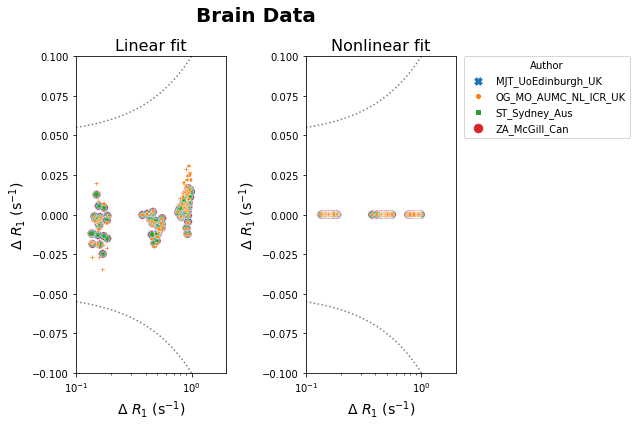 Brain Data
Linear fit
Nonlinear fit
Author
MJT_UoEdinburgh_UK
OG_MO_AUMC_NL_ICR_UK
ST_Sydney_Aus
ZA_McGill_Can
0.100
0.075
0.050
0.025
0.000
−0.025
−0.050
−0.075
−0.100
Δ R₁ (s⁻¹)
10⁻¹
10⁰
Δ R₁ (s⁻¹)
0.100
0.075
0.050
0.025
0.000
−0.025
−0.050
−0.075
−0.100
Δ R₁ (s⁻¹)
10⁻¹
10⁰
Δ R₁ (s⁻¹)